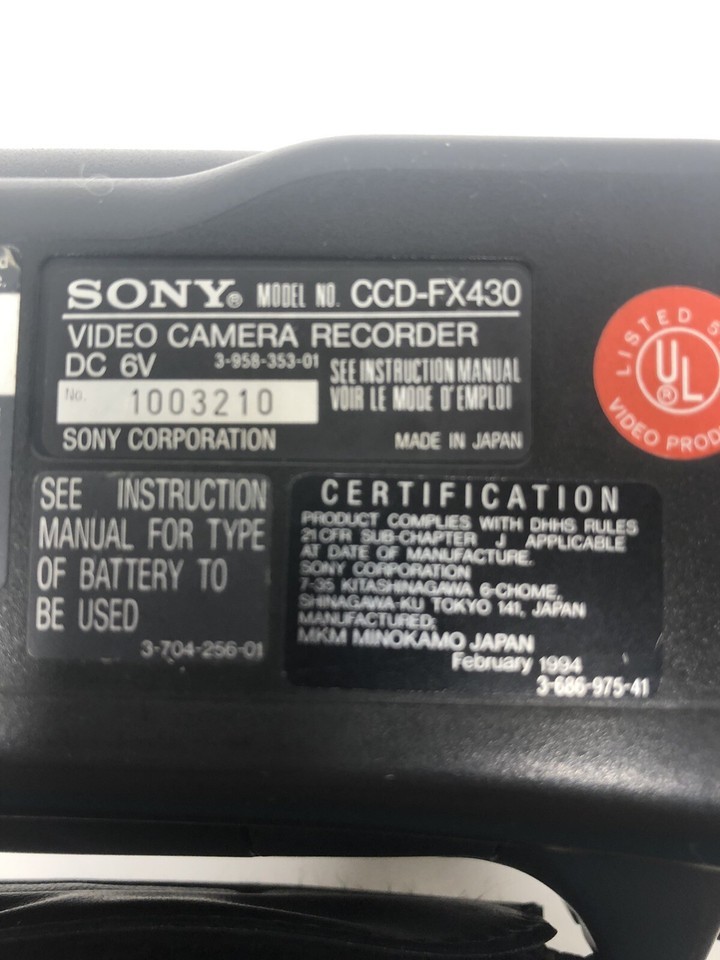 SONY® MODEL NO. CCD-FX430
VIDEO CAMERA RECORDER
DC 6V 3-958-353-01
SEE INSTRUCTION MANUAL
VOIR LE MODE D'EMPLOI
No. 1003210
SONY CORPORATION MADE IN JAPAN
LISTED
UL
®
VIDEO
SEE INSTRUCTION
MANUAL FOR TYPE
OF BATTERY TO
BE USED
3-704-256-01
CERTIFICATION
PRODUCT COMPLIES WITH DHHS RULES
21 CFR SUB-CHAPTER J APPLICABLE
AT DATE OF MANUFACTURE.
SONY CORPORATION
7-35 KITASHINAGAWA 6-CHOME,
SHINAGAWA-KU TOKYO 141, JAPAN
MANUFACTURED:
MKM MINOKAMO JAPAN
February 1994
3-686-975-41